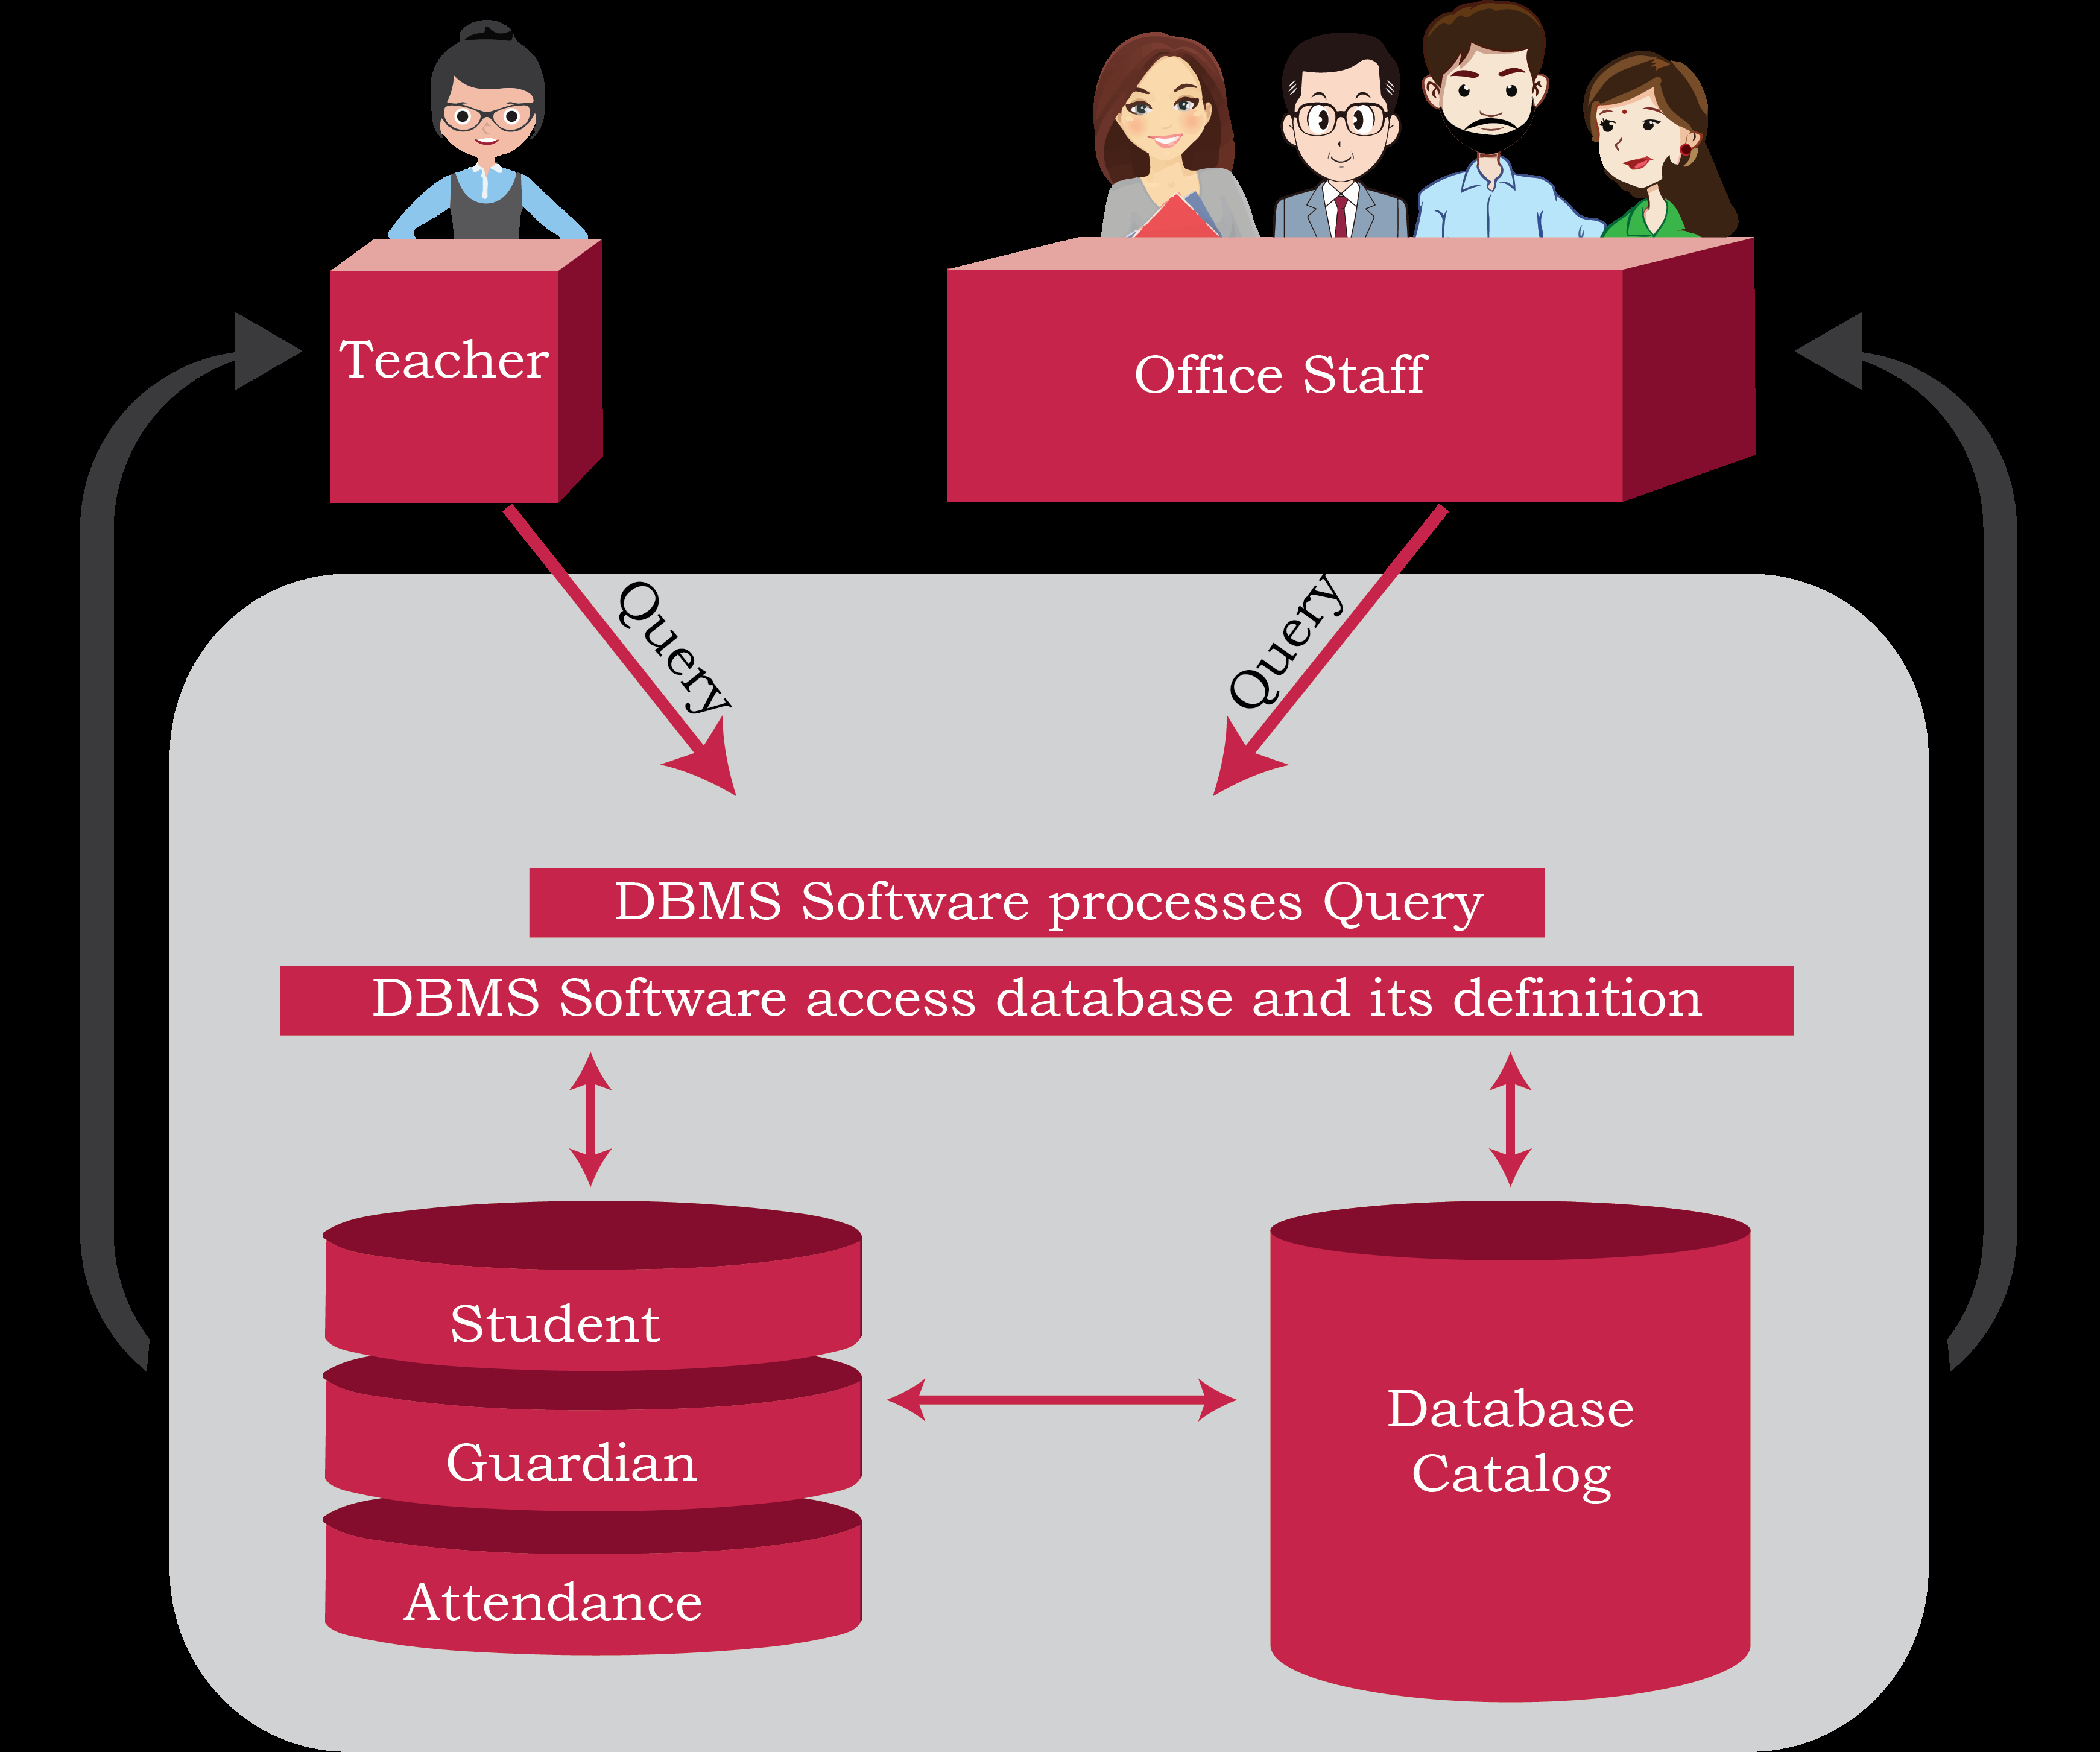 Teacher
Office Staff
Query
Query
DBMS Software processes Query
DBMS Software access database and its definition
Student
Guardian
Attendance
Database
Catalog